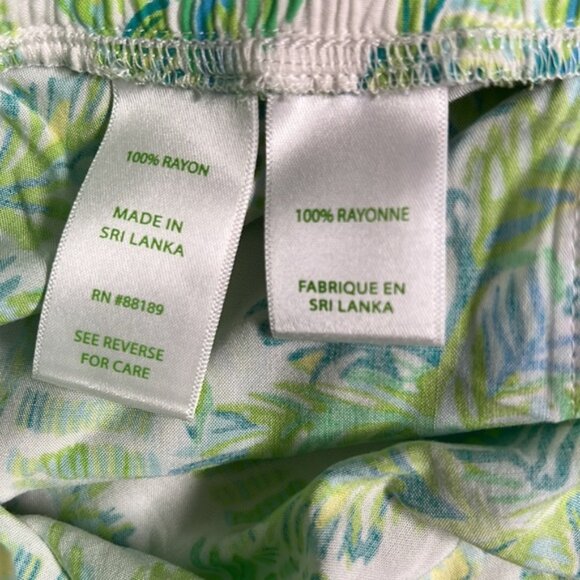 100% RAYON
MADE IN
SRI LANKA
RN #88189
SEE REVERSE
FOR CARE
100% RAYONNE
FABRIQUE EN
SRI LANKA